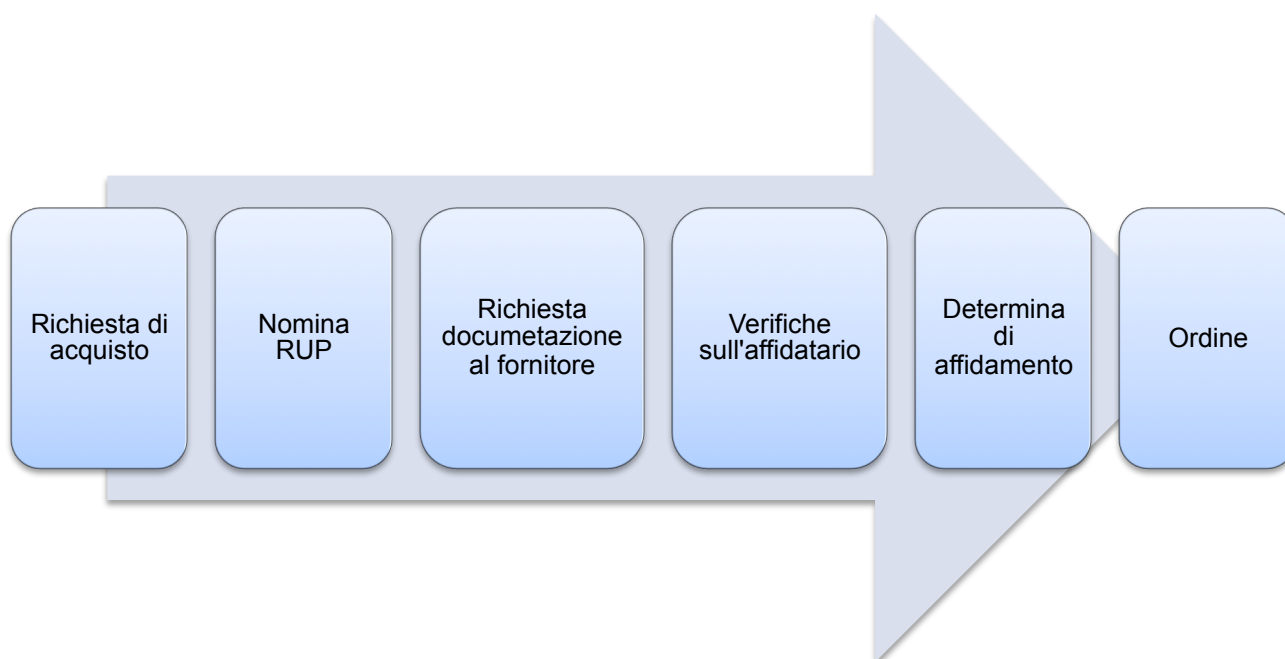 Richiesta di
acquisto
Nomina
RUP
Richiesta
documetazione
al fornitore
Verifiche
sull'affidatario
Determina
di
affidamento
Ordine